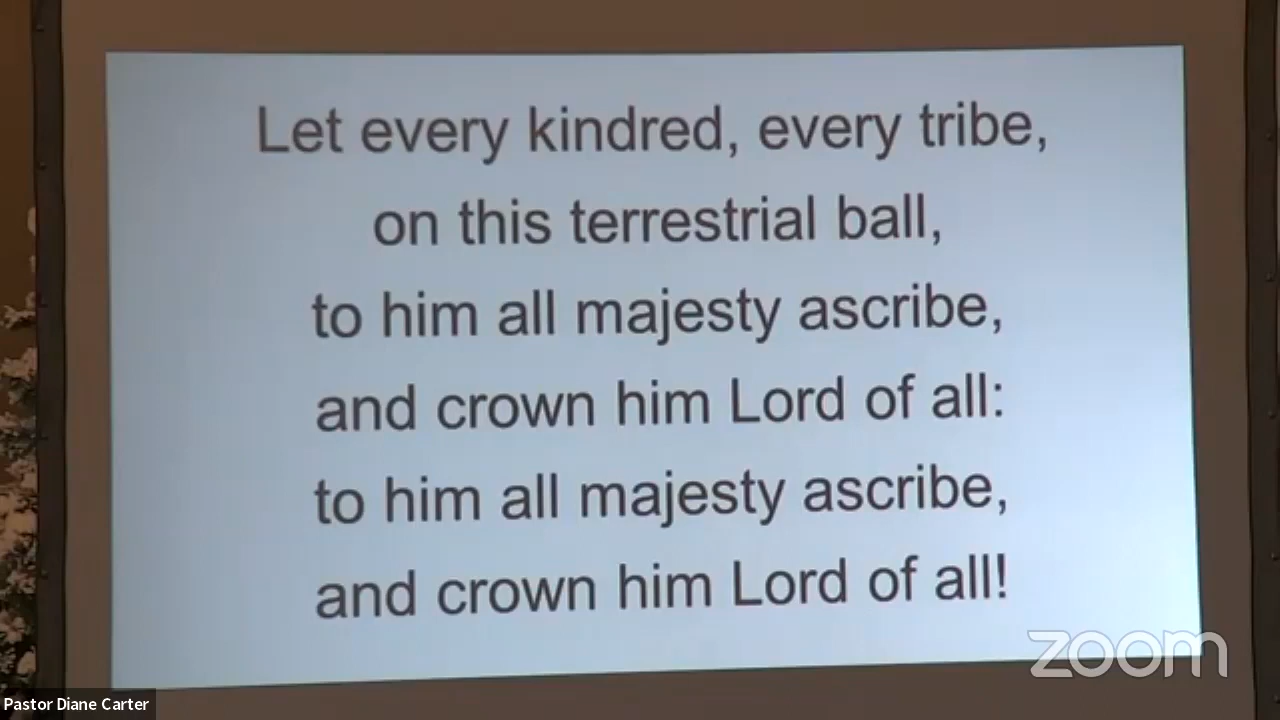 Let every kindred, every tribe,
on this terrestrial ball,
to him all majesty ascribe,
and crown him Lord of all:
to him all majesty ascribe,
and crown him Lord of all!
zoom
Pastor Diane Carter